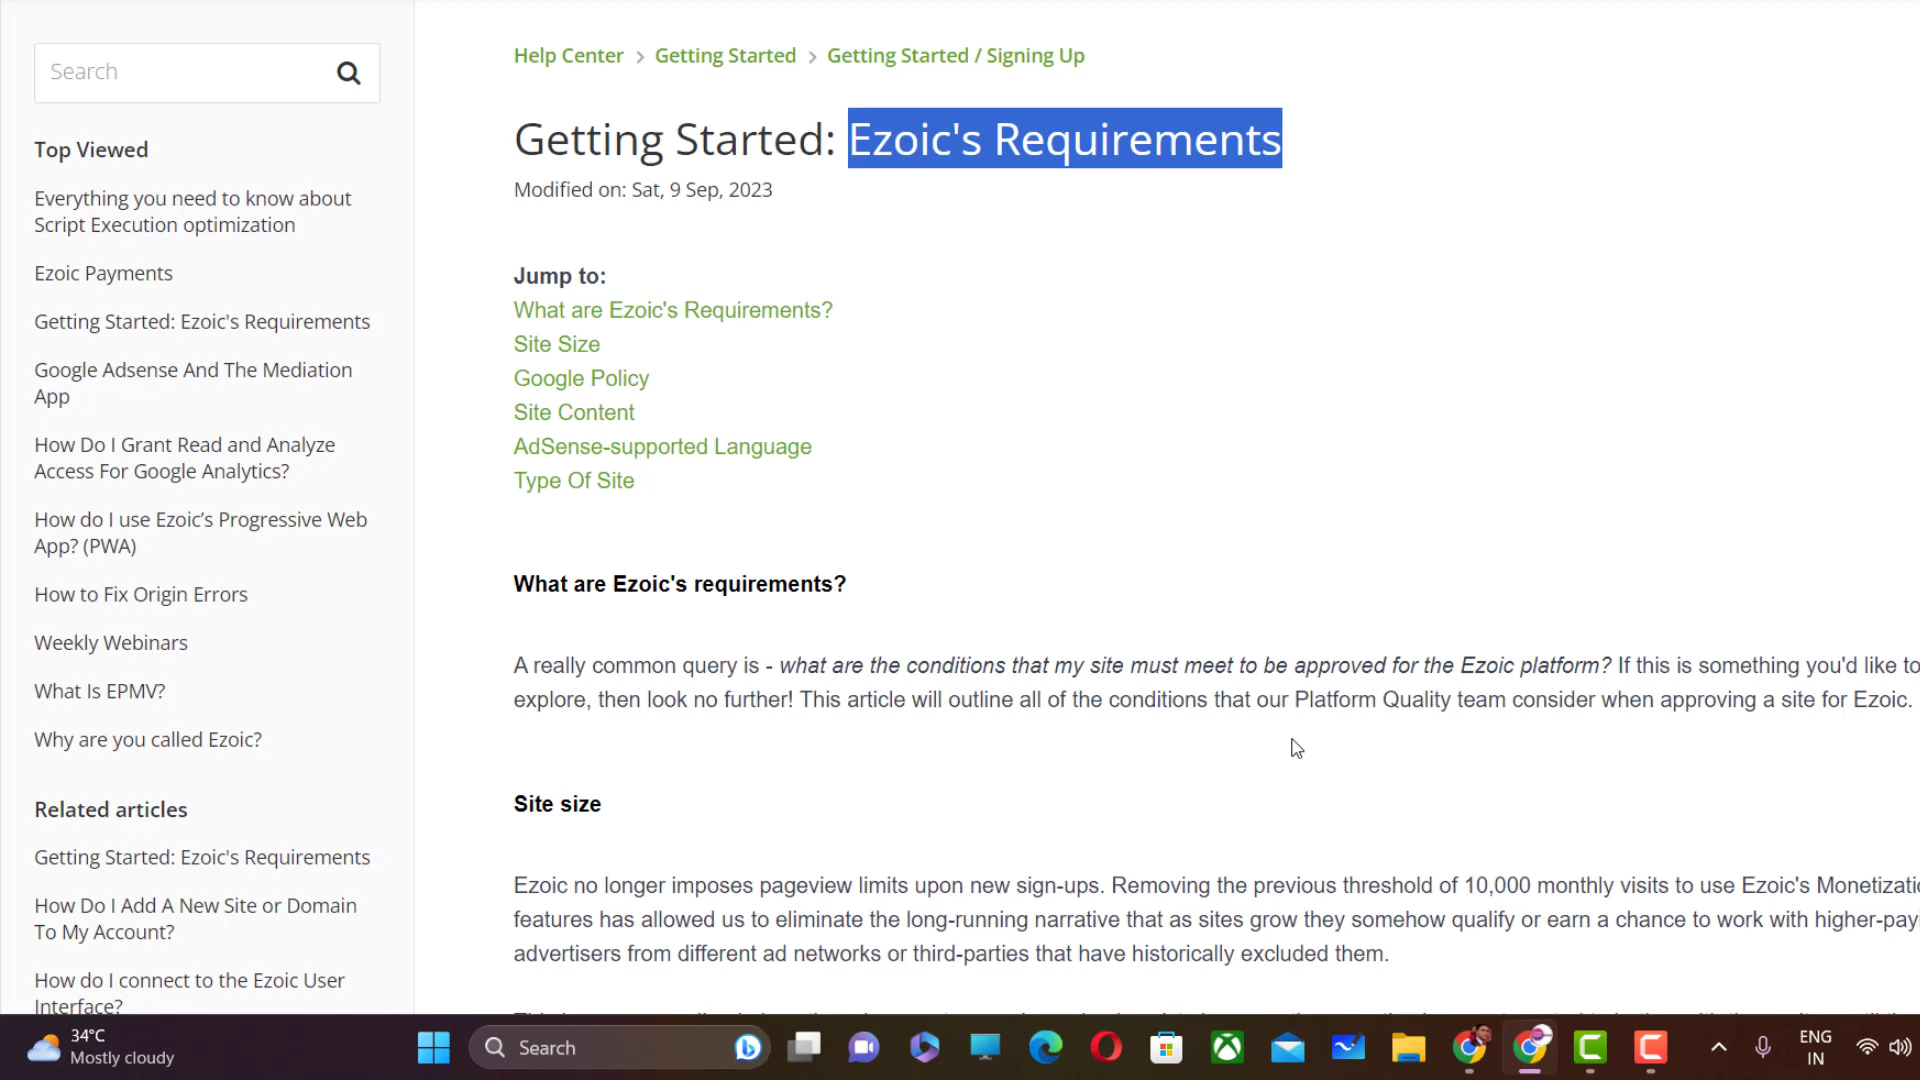 Search
Top Viewed
Everything you need to know about
Script Execution optimization
Ezoic Payments
Getting Started: Ezoic's Requirements
Google Adsense And The Mediation
App
How Do I Grant Read and Analyze
Access For Google Analytics?
How do I use Ezoic’s Progressive Web
App? (PWA)
How to Fix Origin Errors
Weekly Webinars
What Is EPMV?
Why are you called Ezoic?
Related articles
Getting Started: Ezoic's Requirements
How Do I Add A New Site or Domain
To My Account?
How do I connect to the Ezoic User
Interface?
Help Center > Getting Started > Getting Started / Signing Up
Getting Started: Ezoic's Requirements
Modified on: Sat, 9 Sep, 2023
Jump to:
What are Ezoic's Requirements?
Site Size
Google Policy
Site Content
AdSense-supported Language
Type Of Site
What are Ezoic's requirements?
A really common query is - what are the conditions that my site must meet to be approved for the Ezoic platform? If this is something you'd like to
explore, then look no further! This article will outline all of the conditions that our Platform Quality team consider when approving a site for Ezoic.
Site size
Ezoic no longer imposes pageview limits upon new sign-ups. Removing the previous threshold of 10,000 monthly visits to use Ezoic's
features has allowed us to eliminate the long-running narrative that as sites grow they somehow qualify or earn a chance to work with
advertisers from different ad networks or third-parties that have historically excluded them.
34°C
Mostly cloudy
Search
ENG
IN